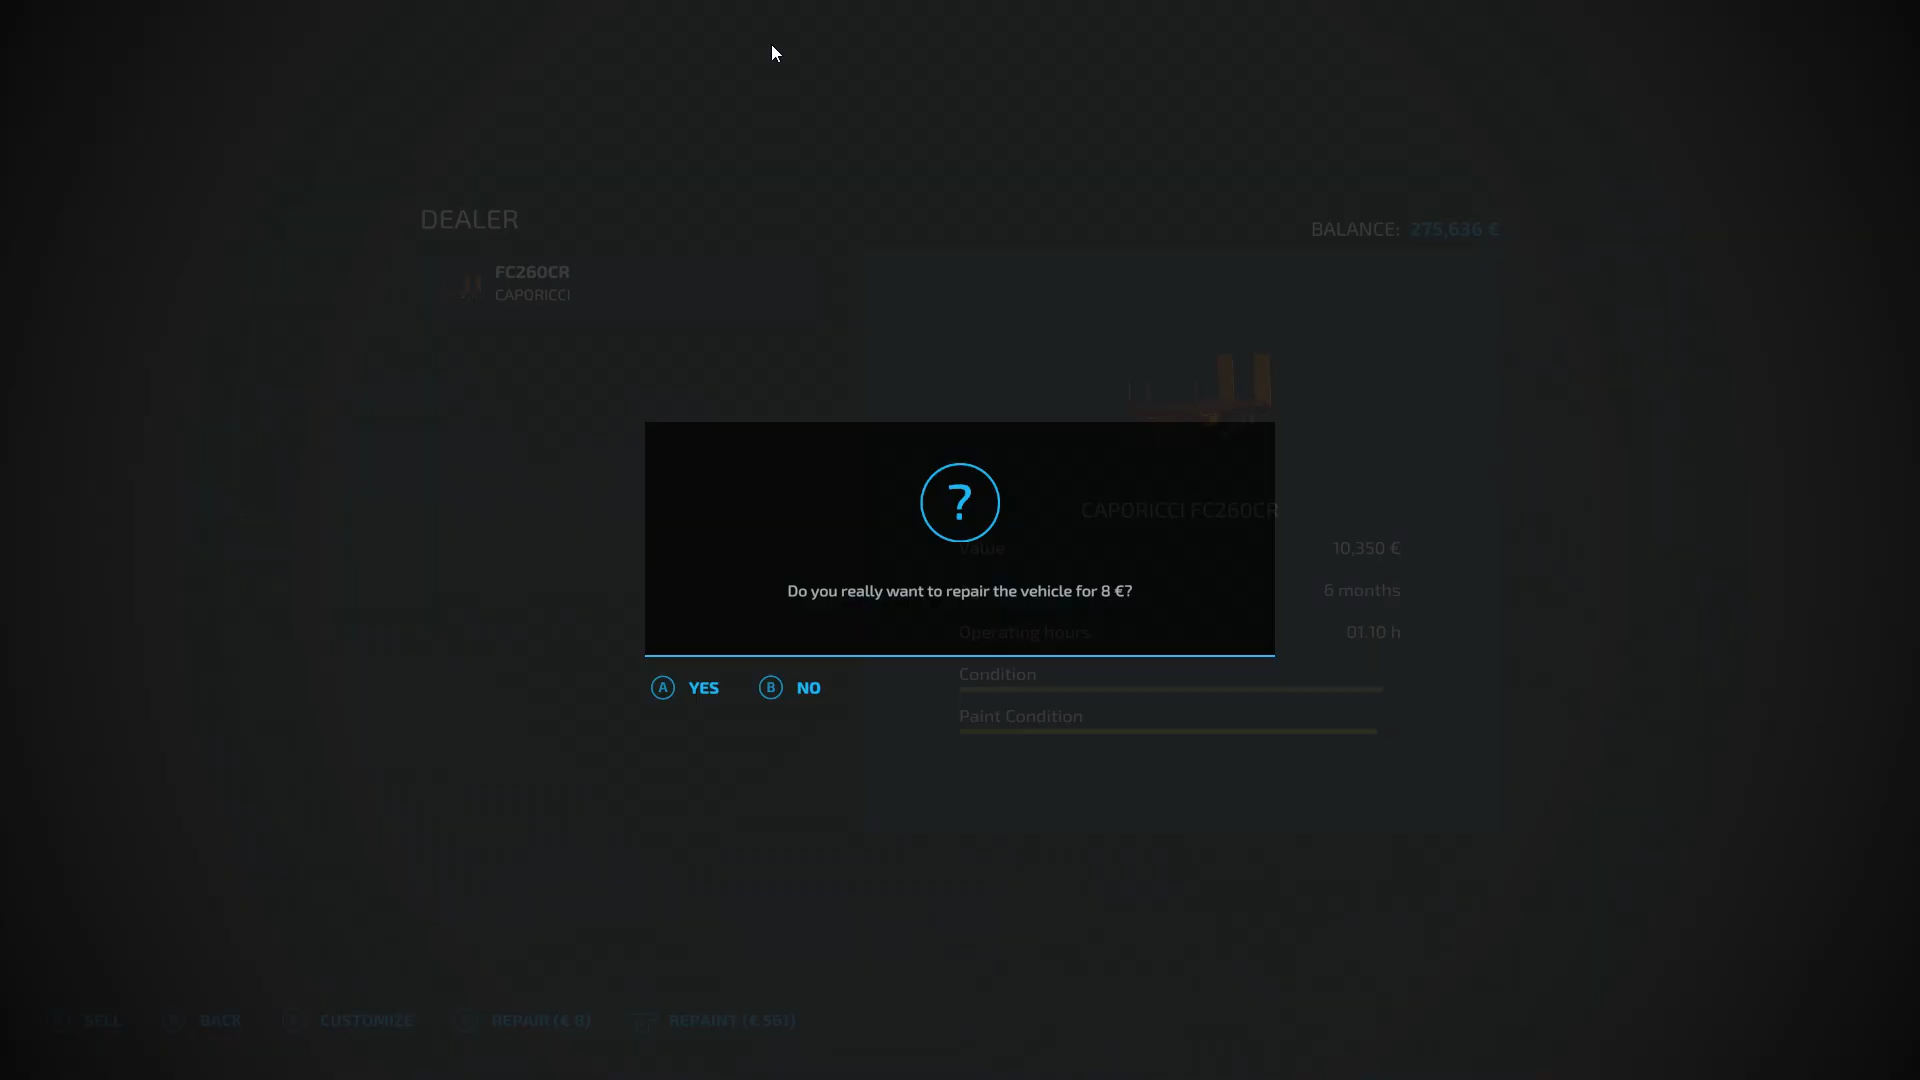 DEALER
BALANCE: 275,636 €
FC260CR
CAPORICCI
?
CAPORICCI FC260CR
Value 10,350 €
Do you really want to repair the vehicle for 8 €?
6 months
Operating hours 01.10 h
Condition
A YES B NO
Paint Condition
SELL BACK CUSTOMIZE REPAIR (€ 8) REPAINT (€ 561)